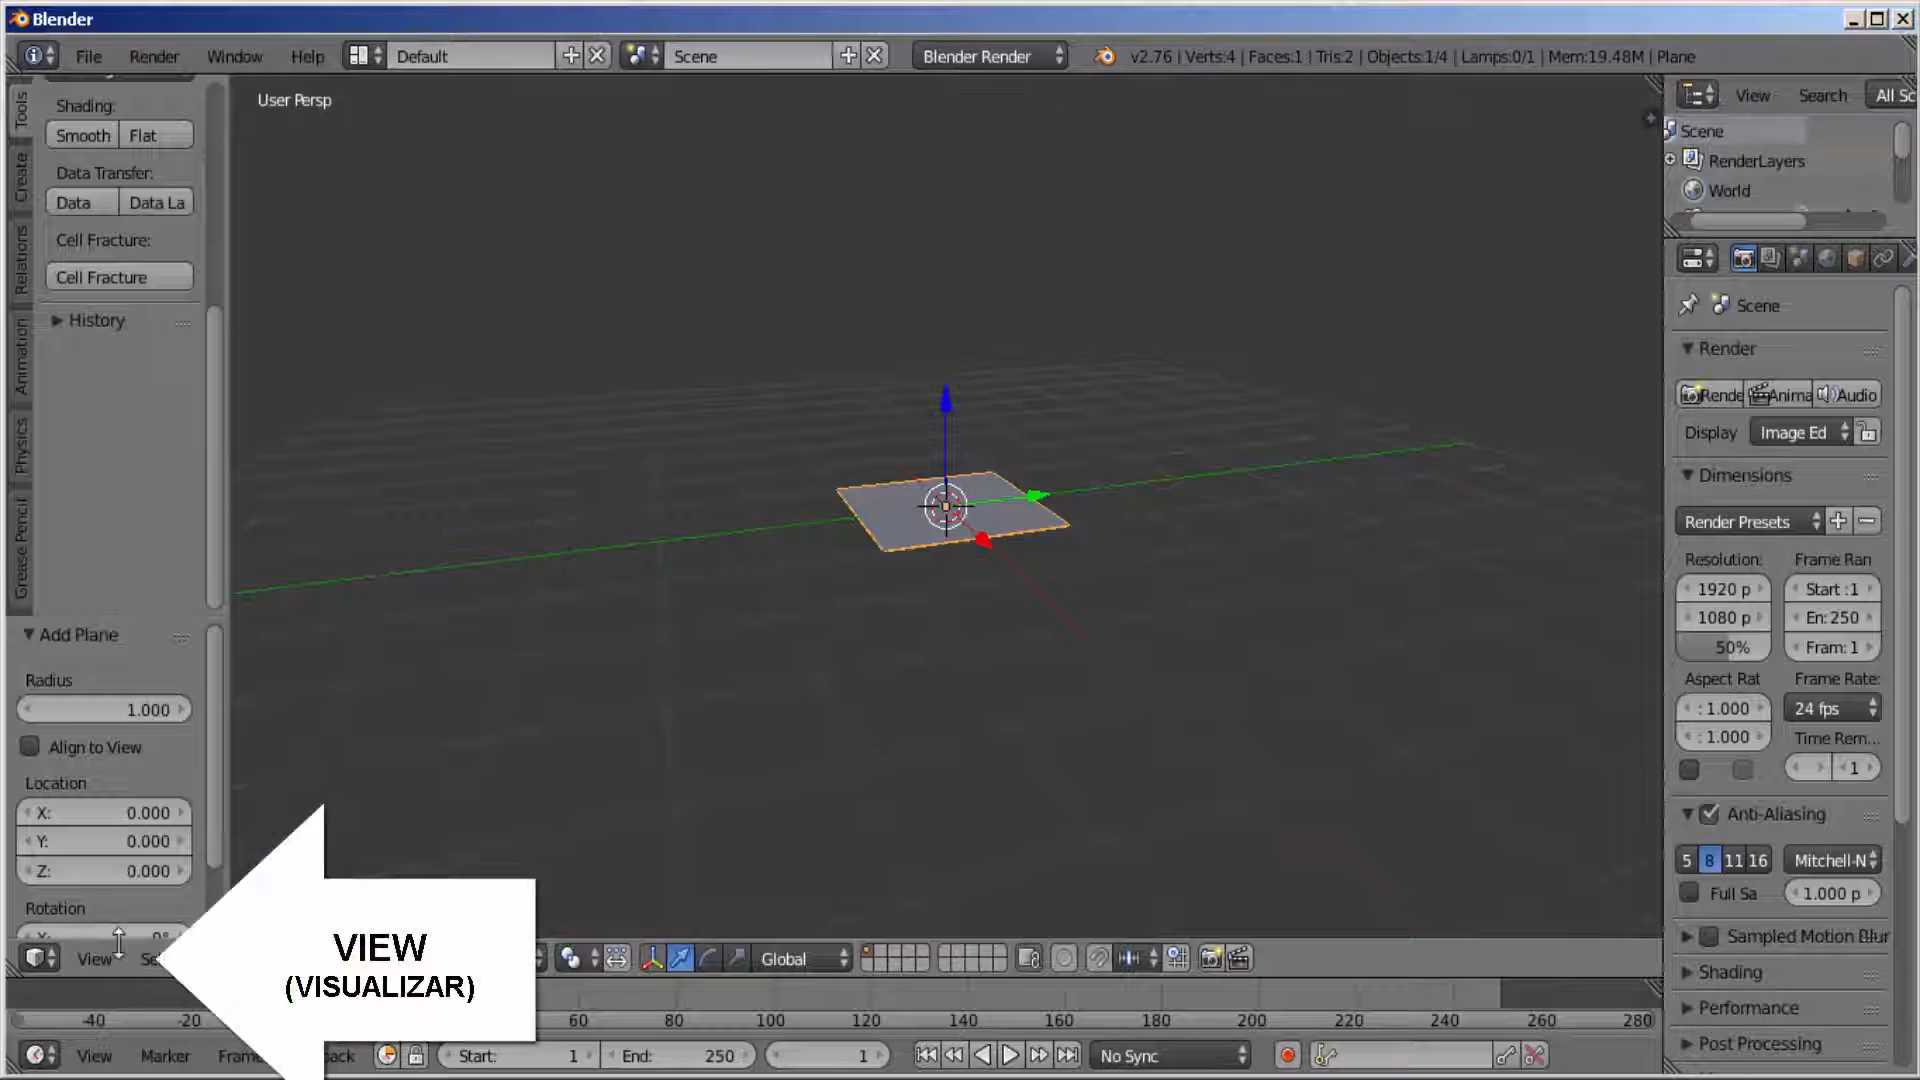 Blender
File Render Window Help Default Scene Blender Render v2.76 | Verts:4 | Faces:1 | Tris:2 | Objects:1/4 | Lamps:0/1 | Mem:19.48M | Plane
User Persp
Tools
Create
Relations
Animation
Physics
Grease Pencil
Shading:
Smooth Flat
Data Transfer:
Data Data La
Cell Fracture:
Cell Fracture
History
Add Plane
Radius
1.000
Align to View
Location
X: 0.000
Y: 0.000
Z: 0.000
Rotation
View
Global
VIEW
(VISUALIZAR)
-40 -20 60 80 100 120 140 160 180 200 220 240 260 280
View Marker Start: 1 End: 250 1 No Sync
View Search All Sc
Scene
RenderLayers
World
Scene
Render
Rende Anima Audio
Display Image Ed
Dimensions
Render Presets
Resolution: Frame Ran
1920 p Start :1
1080 p En: 250
50% Fram: 1
Aspect Rat Frame Rate:
: 1.000 24 fps
: 1.000 Time Rem...
1
Anti-Aliasing
5 8 11 16 Mitchell-N
Full Sa 1.000 p
Sampled Motion Blur
Shading
Performance
Post Processing